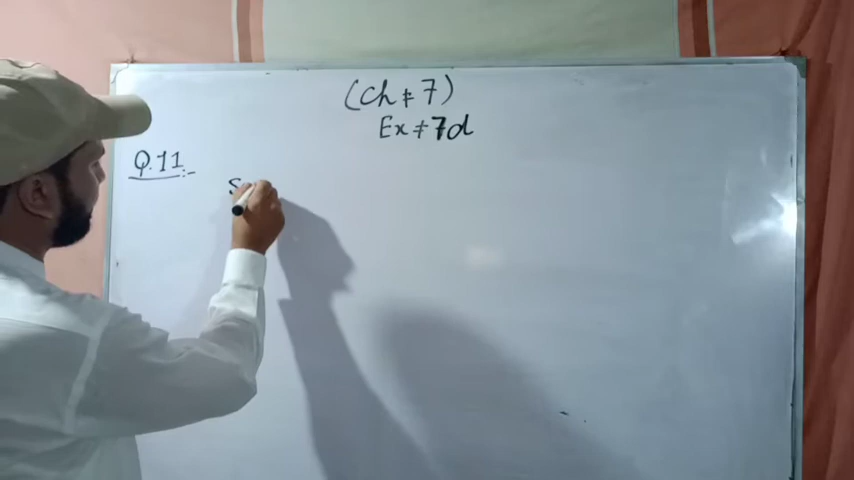 (Ch ≠ 7)
Ex ≠ 7d
Q.11:-
S